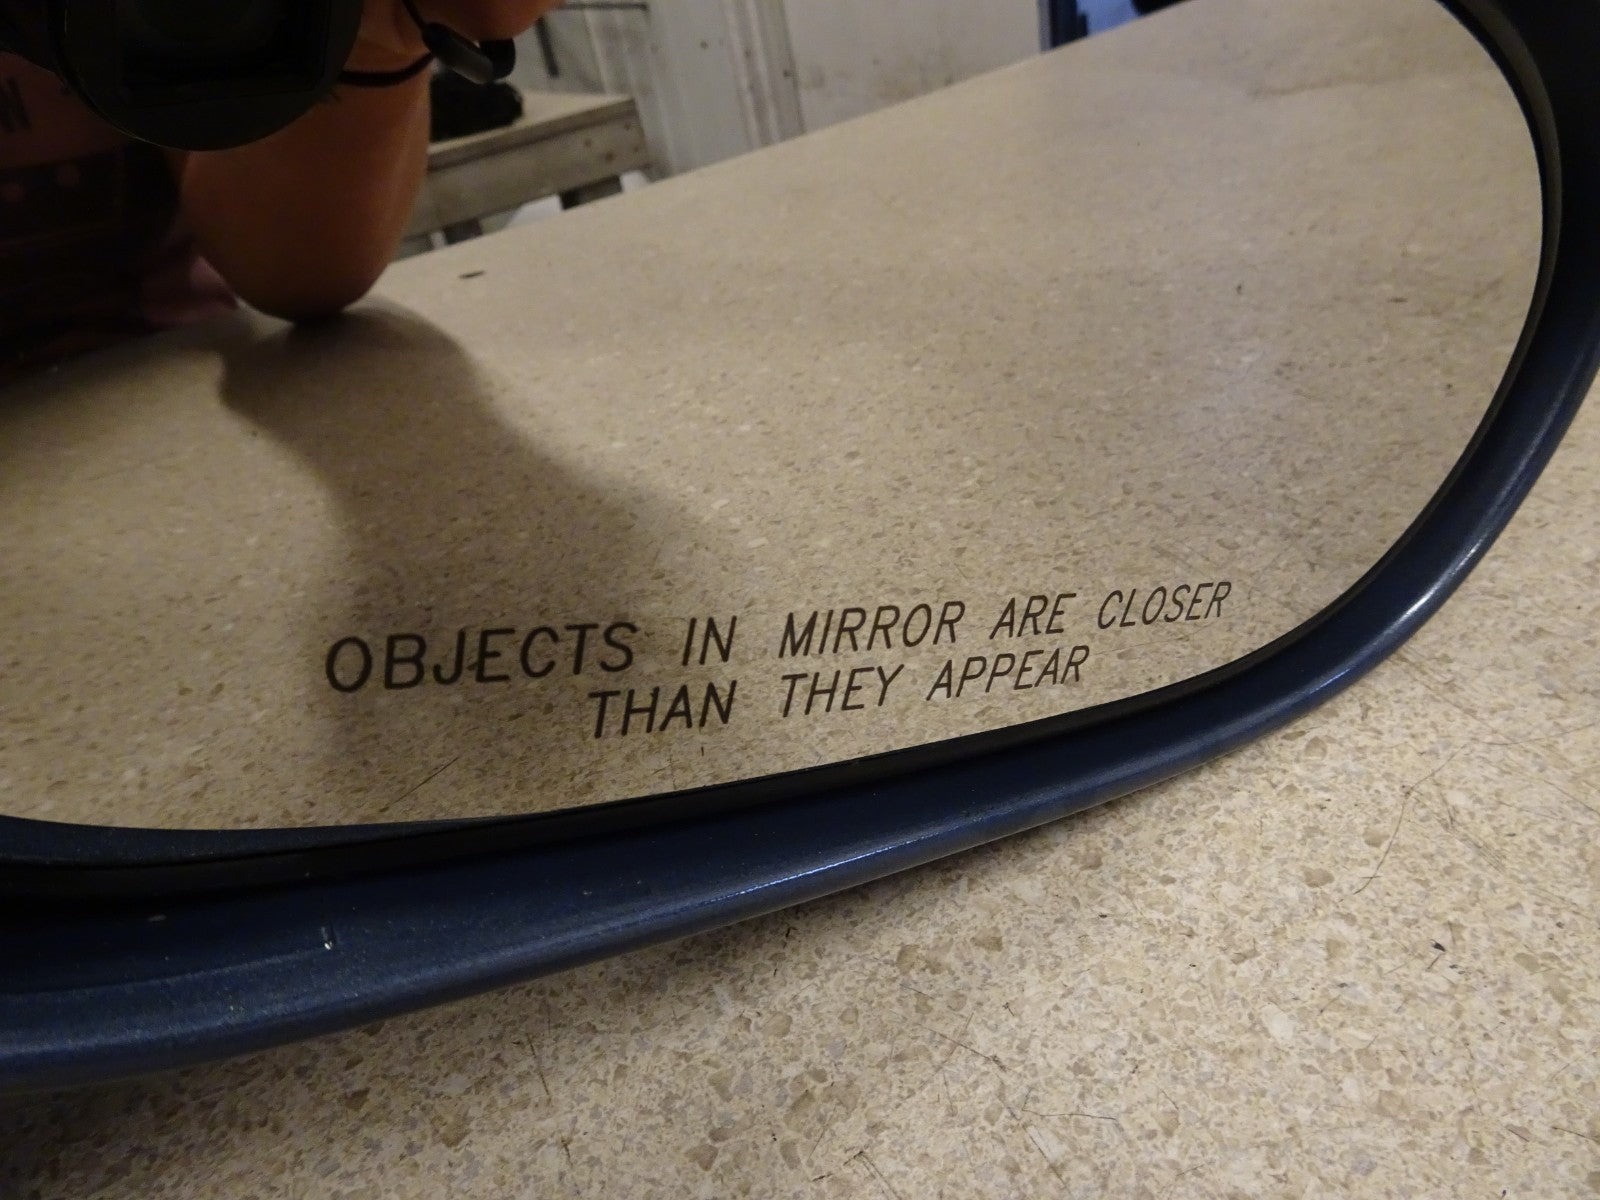 OBJECTS IN MIRROR ARE CLOSER
THAN THEY APPEAR